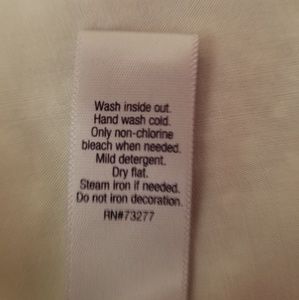 Wash inside out.
Hand wash cold.
Only non-chlorine
bleach when needed.
Mild detergent.
Dry flat.
Steam iron if needed.
Do not iron decoration.
RN#73277